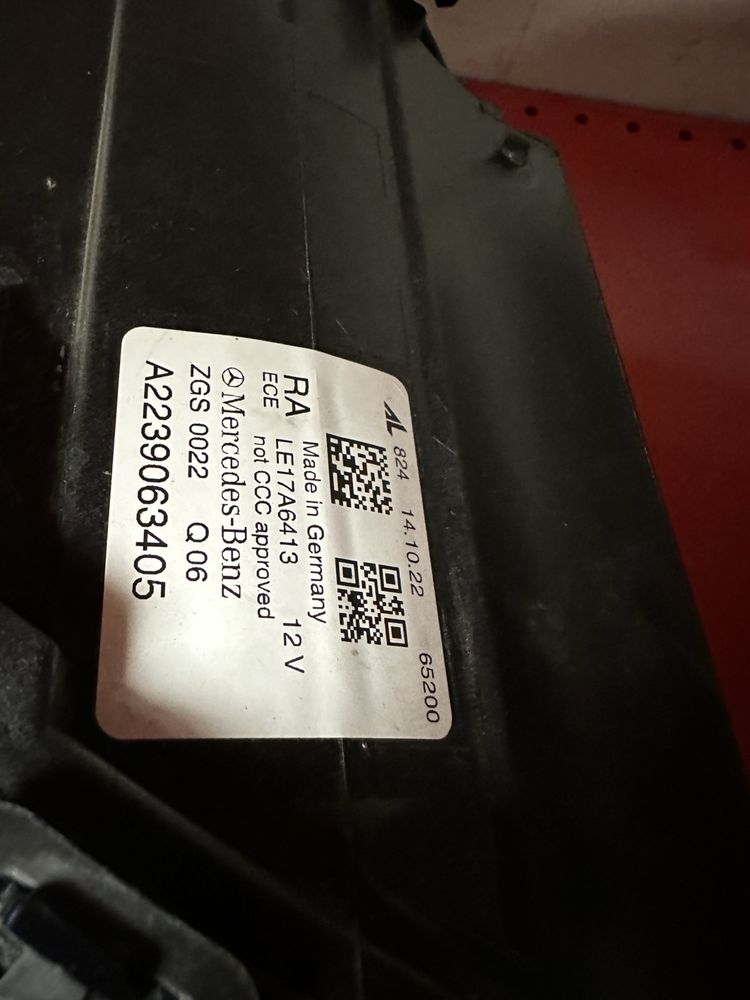 AL 824 14.10.22 65200
Made in Germany
RA LE17A6413 12 V
ECE not CCC approved
Mercedes-Benz
ZGS 0022 Q 06
A2239063405